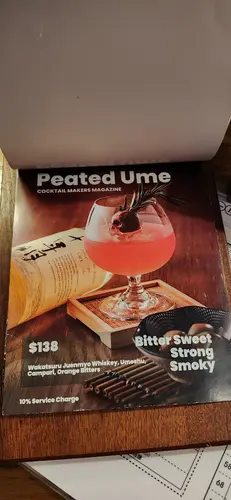 Peated Ume
COCKTAIL MAKERS MAGAZINE
$138
Wakatsuru Juenmyo Whiskey, Umeshu,
Campari, Orange Bitters
Bitter Sweet
Strong
Smoky
10% Service Charge